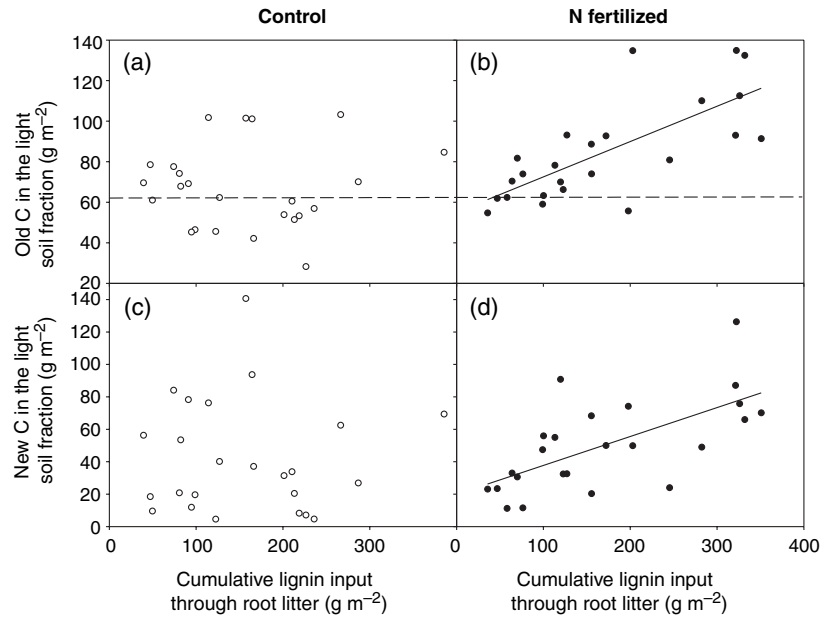 Control
N fertilized
Old C in the light
soil fraction (g m−2)
140
120
100
80
60
40
20
(a)
(b)
New C in the light
soil fraction (g m−2)
140
120
100
80
60
40
20
0
(c)
(d)
0
100
200
300
0
100
200
300
400
Cumulative lignin input
through root litter (g m−2)
Cumulative lignin input
through root litter (g m−2)